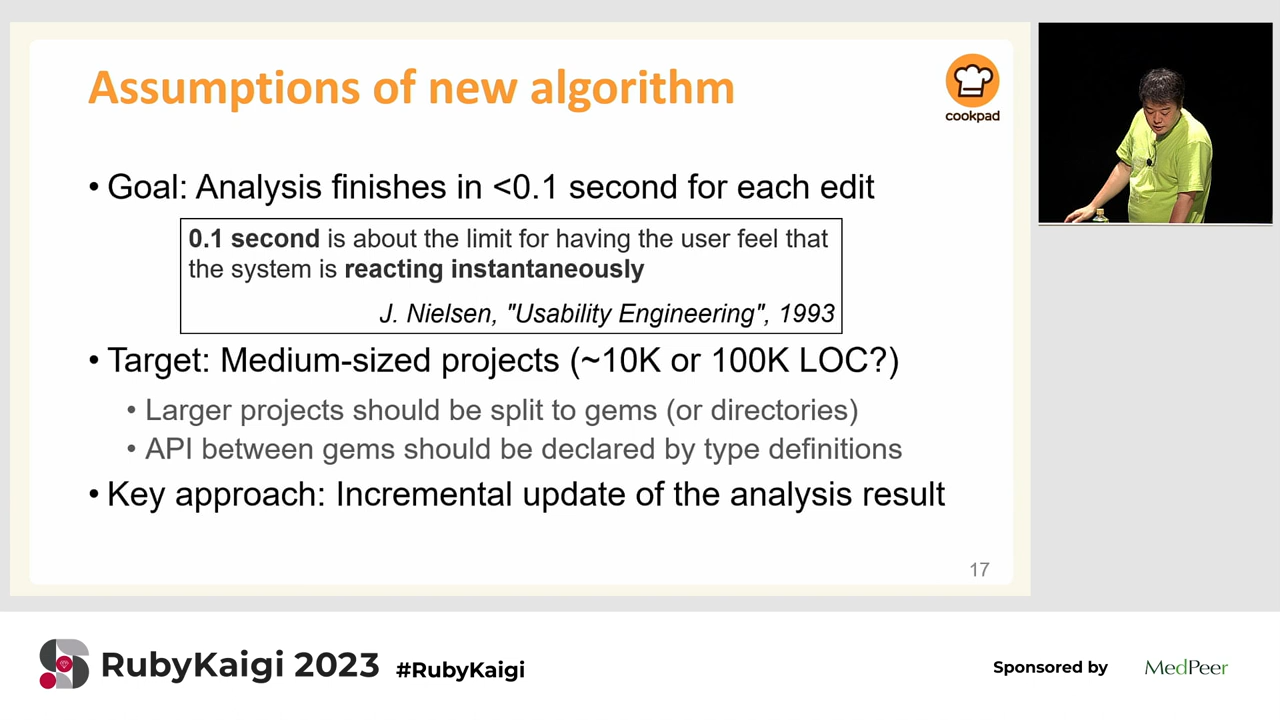 Assumptions of new algorithm
cookpad
• Goal: Analysis finishes in <0.1 second for each edit
0.1 second is about the limit for having the user feel that
the system is reacting instantaneously
J. Nielsen, "Usability Engineering", 1993
• Target: Medium-sized projects (~10K or 100K LOC?)
• Larger projects should be split to gems (or directories)
• API between gems should be declared by type definitions
• Key approach: Incremental update of the analysis result
17
RubyKaigi 2023 #RubyKaigi
Sponsored by MedPeer